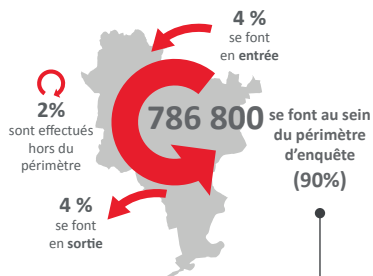 4 %
se font
en entrée
2%
sont effectués
hors du
périmètre
786 800 se font au sein
du périmètre
d'enquête
(90%)
4 %
se font
en sortie